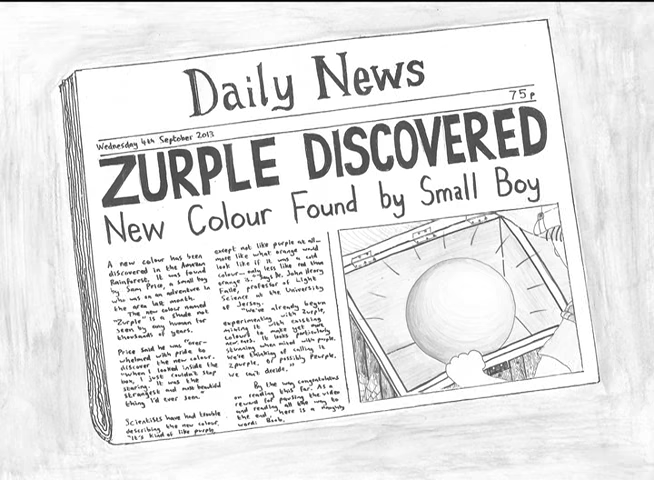 Daily News
75p
Wednesday 4th September 2013
ZURPLE DISCOVERED
New Colour Found by Small Boy
A new colour has been
discovered in the Amazon
Rainforest. It was found
by Sam Price, a small boy
who was on an adventure in
the area last month.
The new colour named
"Zurple" is a shade not
seen by any human for
thousands of years.
Price said he was "over-
whelmed with pride to
discover the new colour.
When I looked inside the
box, I just couldn't stop
staring. It was the
strangest and most beautiful
thing I'd ever seen."
Scientists have had trouble
describing the new colour.
"It's kind of like purple
except not like purple at all...
more like what orange would
look like if it was a cold
colour... only less like red than
orange is," says Dr. John Henry
professor of Light
Science at the University
of Jersey.
"We've already begun
experimenting with Zurple,
mixing it with existing
colours to make yet more
new ones. It looks particularly
stunning when mixed with purple.
We're thinking of calling it
Zpurple, or possibly Pewrple,
we can't decide."
By the way congratulations
on reading this far. As a
reward for pausing the video
and reading all the way to
the end, here is a naughty
word: Boob.